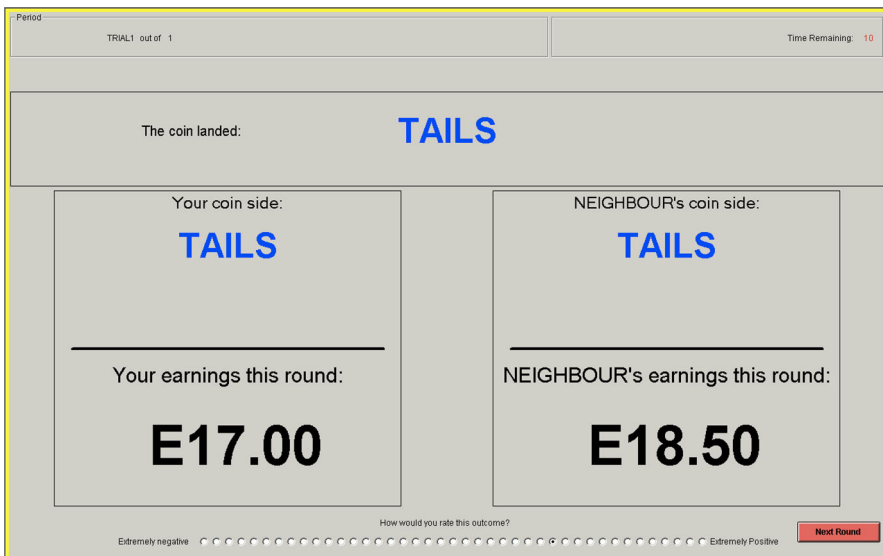 Period
TRIAL1 out of 1
Time Remaining: 10
The coin landed: TAILS
Your coin side:
TAILS
Your earnings this round:
E17.00
NEIGHBOUR's coin side:
TAILS
NEIGHBOUR's earnings this round:
E18.50
How would you rate this outcome?
Extremely negative Extremely Positive
Next Round